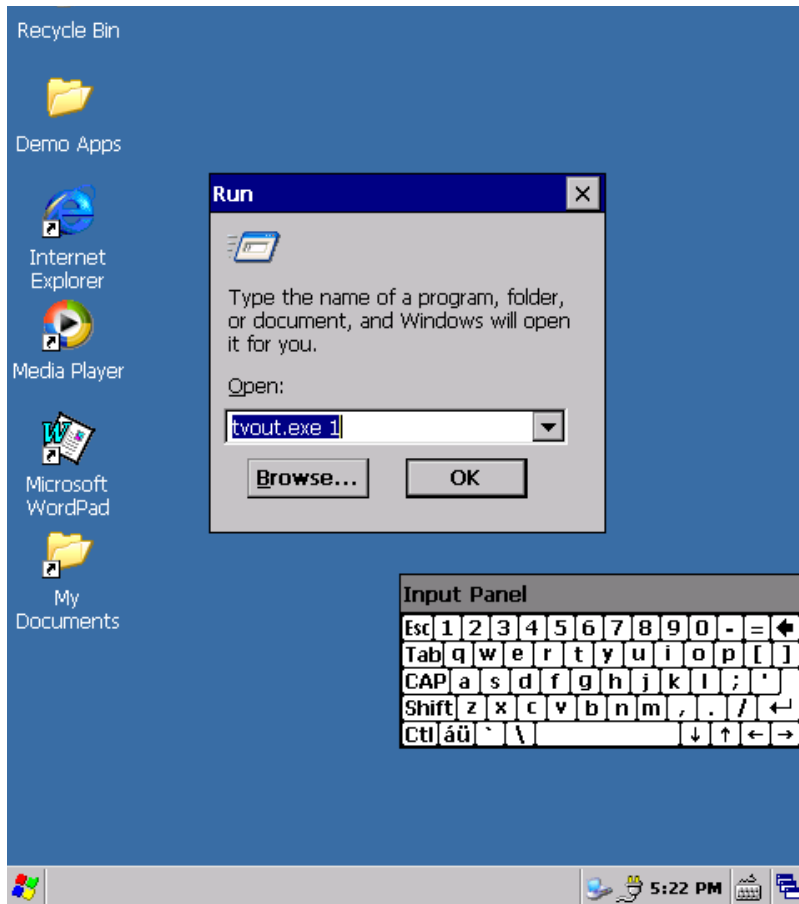 Recycle Bin
Demo Apps
Internet
Explorer
Media Player
Microsoft
WordPad
My
Documents
Run
Type the name of a program, folder,
or document, and Windows will open
it for you.
Open:
tvout.exe 1
Browse...
OK
Input Panel
Esc 1 2 3 4 5 6 7 8 9 0 - =
Tab q w e r t y u i o p [ ]
CAP a s d f g h j k l ; '
Shift z x c v b n m , . /
Ctl áü ` \
5:22 PM